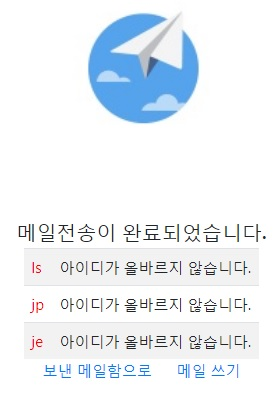 메일전송이 완료되었습니다.
ls 아이디가 올바르지 않습니다.
jp 아이디가 올바르지 않습니다.
je 아이디가 올바르지 않습니다.
보낸 메일함으로 메일 쓰기